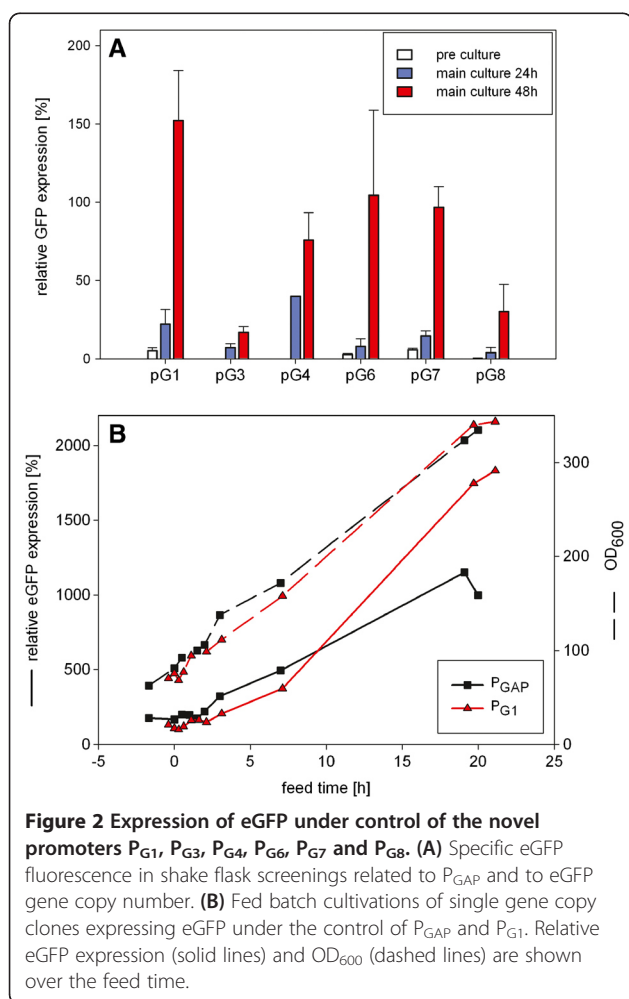 A
pre culture
main culture 24h
main culture 48h
relative GFP expression [%]
200
150
100
50
0
pG1 pG3 pG4 pG6 pG7 pG8
B
relative eGFP expression [%]
2000
1500
1000
500
0
OD600
300
200
100
0
PGAP
PG1
-5 0 5 10 15 20 25
feed time [h]
Figure 2 Expression of eGFP under control of the novel
promoters PG1, PG3, PG4, PG6, PG7 and PG8. (A) Specific eGFP
fluorescence in shake flask screenings related to PGAP and to eGFP
gene copy number. (B) Fed batch cultivations of single gene copy
clones expressing eGFP under the control of PGAP and PG1. Relative
eGFP expression (solid lines) and OD600 (dashed lines) are shown
over the feed time.